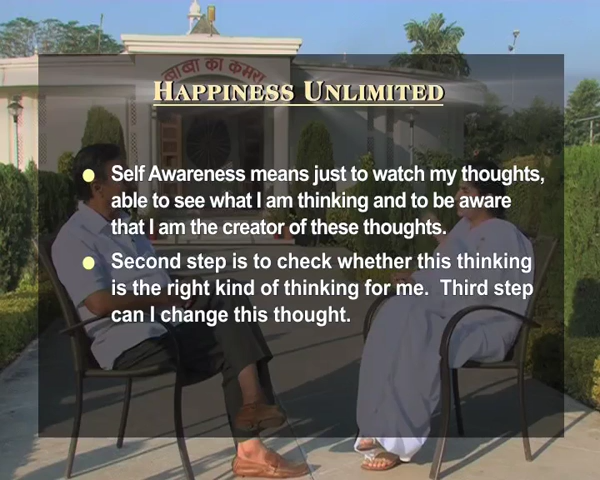 बाबा का कमरा
HAPPINESS UNLIMITED
Self Awareness means just to watch my thoughts,
able to see what I am thinking and to be aware
that I am the creator of these thoughts.
Second step is to check whether this thinking
is the right kind of thinking for me. Third step
can I change this thought.